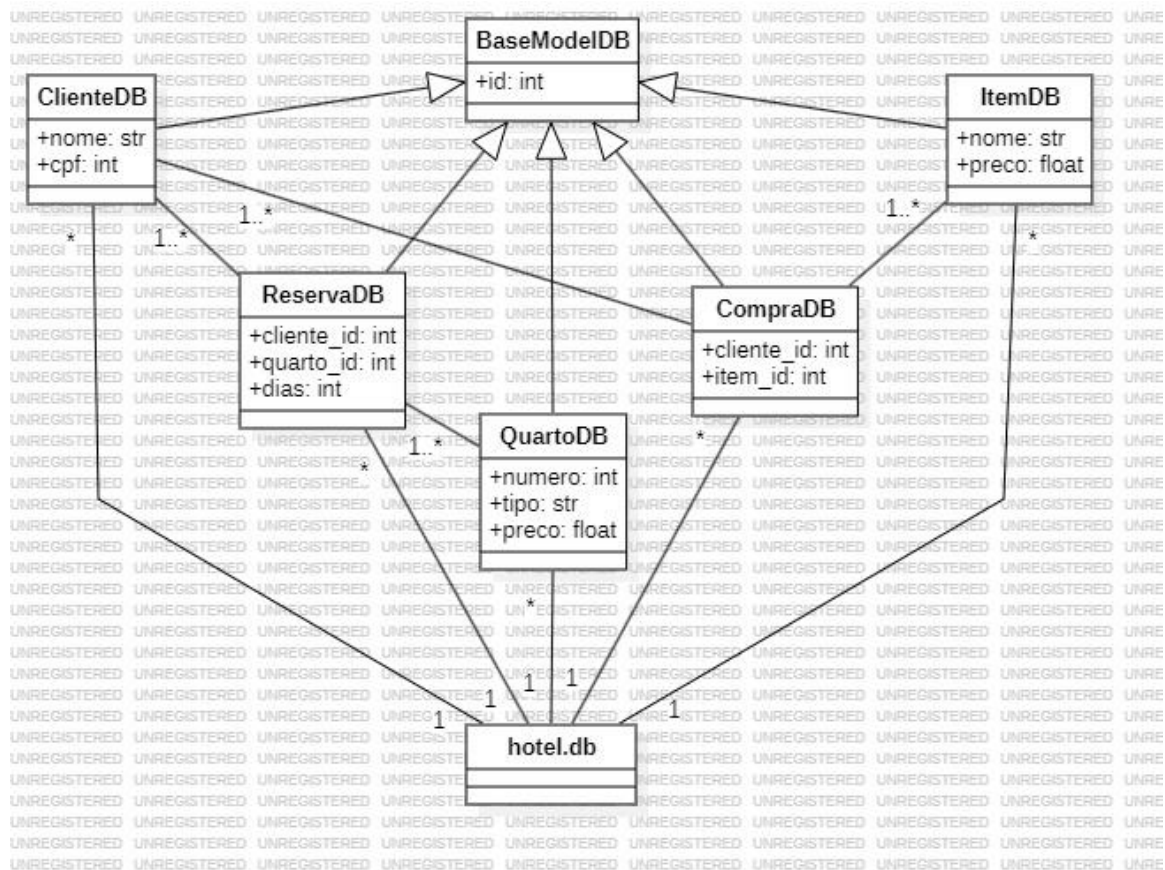 BaseModelDB
+id: int
ClienteDB
+nome: str
+cpf: int
ItemDB
+nome: str
+preco: float
*
1..*
1..*
1..*
*
ReservaDB
+cliente_id: int
+quarto_id: int
+dias: int
CompraDB
+cliente_id: int
+item_id: int
1..*
*
*
QuartoDB
+numero: int
+tipo: str
+preco: float
*
1
1
1
1
1
hotel.db
UNREGISTERED